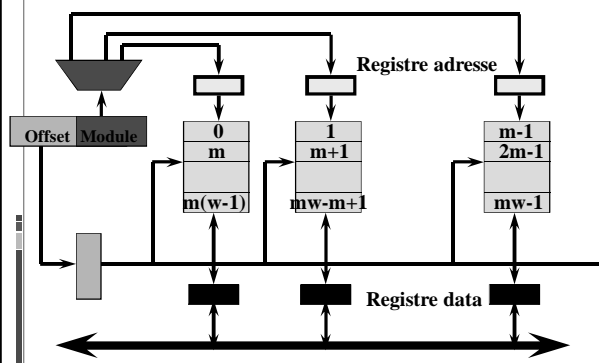 Registre adresse
Offset Module
0 1 m-1
m m+1 2m-1
m(w-1) mw-m+1 mw-1
Registre data